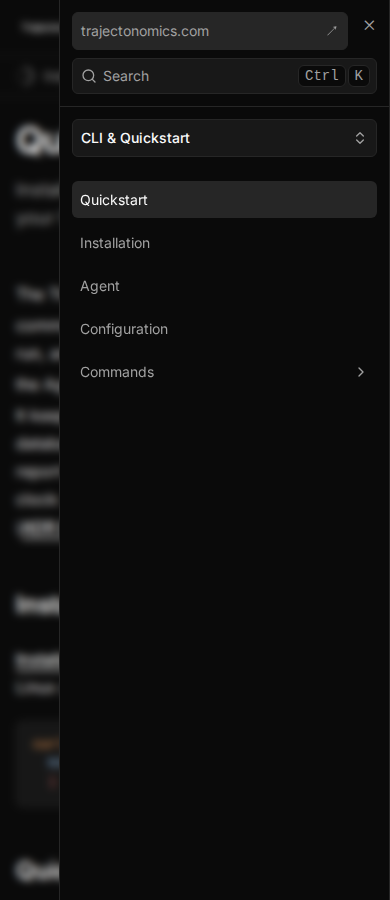 trajectonomics.com
Search Ctrl K
CLI & Quickstart
Quickstart
Installation
Agent
Configuration
Commands